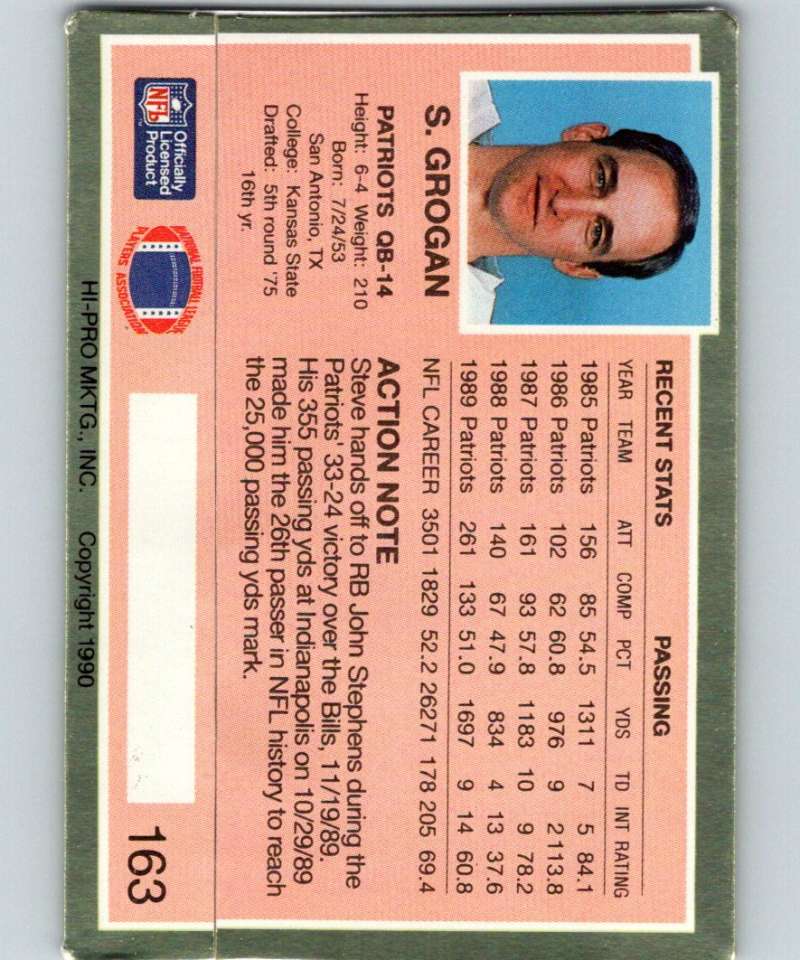 S. GROGAN
PATRIOTS QB-14
Height: 6-4 Weight: 210
Born: 7/24/53
San Antonio, TX
College: Kansas State
Drafted: 5th round '75
16th yr.
RECENT STATS PASSING
YEAR TEAM ATT COMP PCT YDS TD INT RATING
1985 Patriots 156 85 54.5 1311 7 5 84.1
1986 Patriots 102 62 60.8 976 9 2 113.8
1987 Patriots 161 93 57.8 1183 10 9 78.2
1988 Patriots 140 67 47.9 834 4 13 37.6
1989 Patriots 261 133 51.0 1697 9 14 60.8
NFL CAREER 3501 1829 52.2 26271 178 205 69.4
ACTION NOTE
Steve hands off to RB John Stephens during the
Patriots' 33-24 victory over the Bills, 11/19/89.
His 355 passing yds at Indianapolis on 10/29/89
made him the 26th passer in NFL history to reach
the 25,000 passing yds mark.
NFL
Officially
Licensed
Product
NATIONAL FOOTBALL LEAGUE
PLAYERS ASSOCIATION
163
HI-PRO MKTG., INC. Copyright 1990